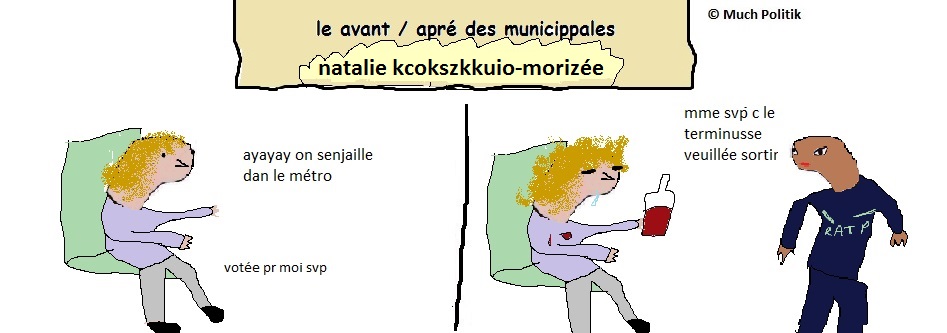 © Much Politik
le avant / apré des municippales
natalie kcokszkkuio-morizée
ayayay on senjaille
dan le métro
votée pr moi svp
mme svp c le
terminusse
veuillée sortir
RATP